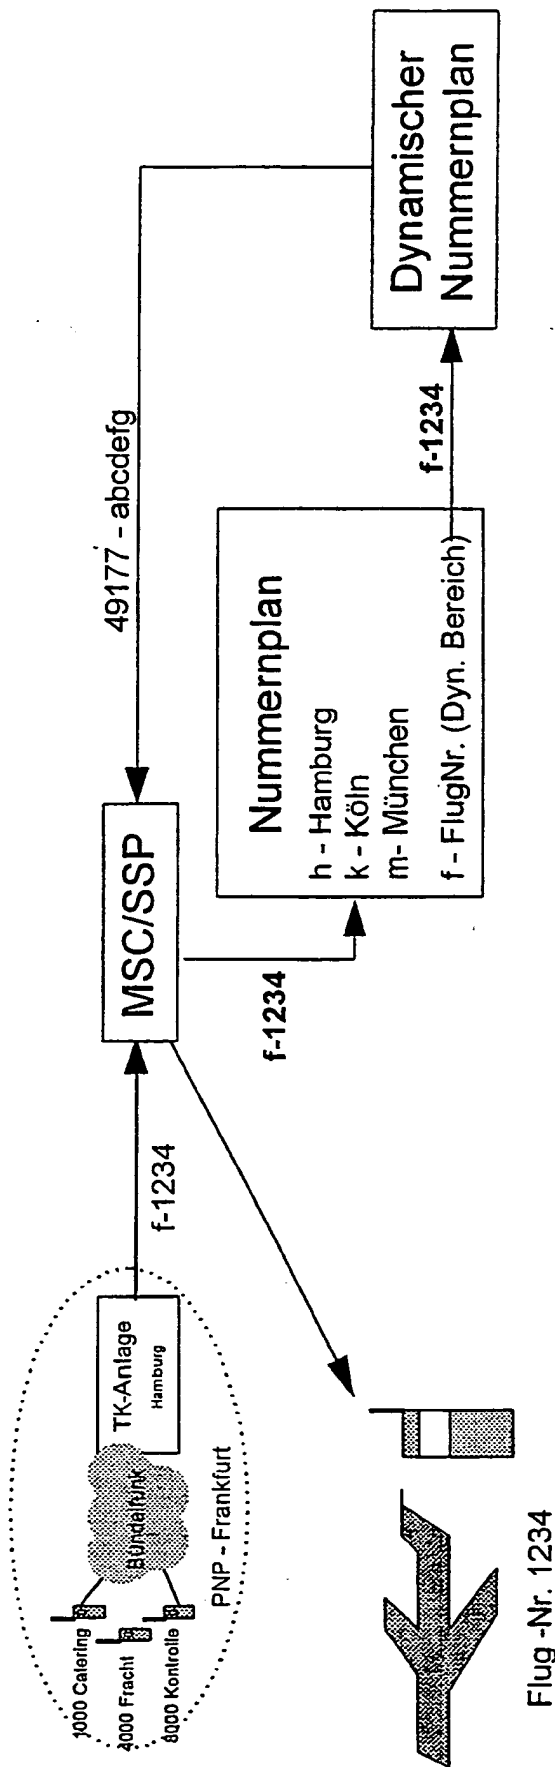 1000 Catering
4000 Fracht
8000 Kontrolle
Bündelfunk
TK-Anlage
Hamburg
PNP - Frankfurt
f-1234
MSC/SSP
49177 - abcdefg
f-1234
Nummernplan
h - Hamburg
k - Köln
m- München
f - FlugNr. (Dyn. Bereich)
f-1234
Dynamischer
Nummernplan
Flug -Nr. 1234